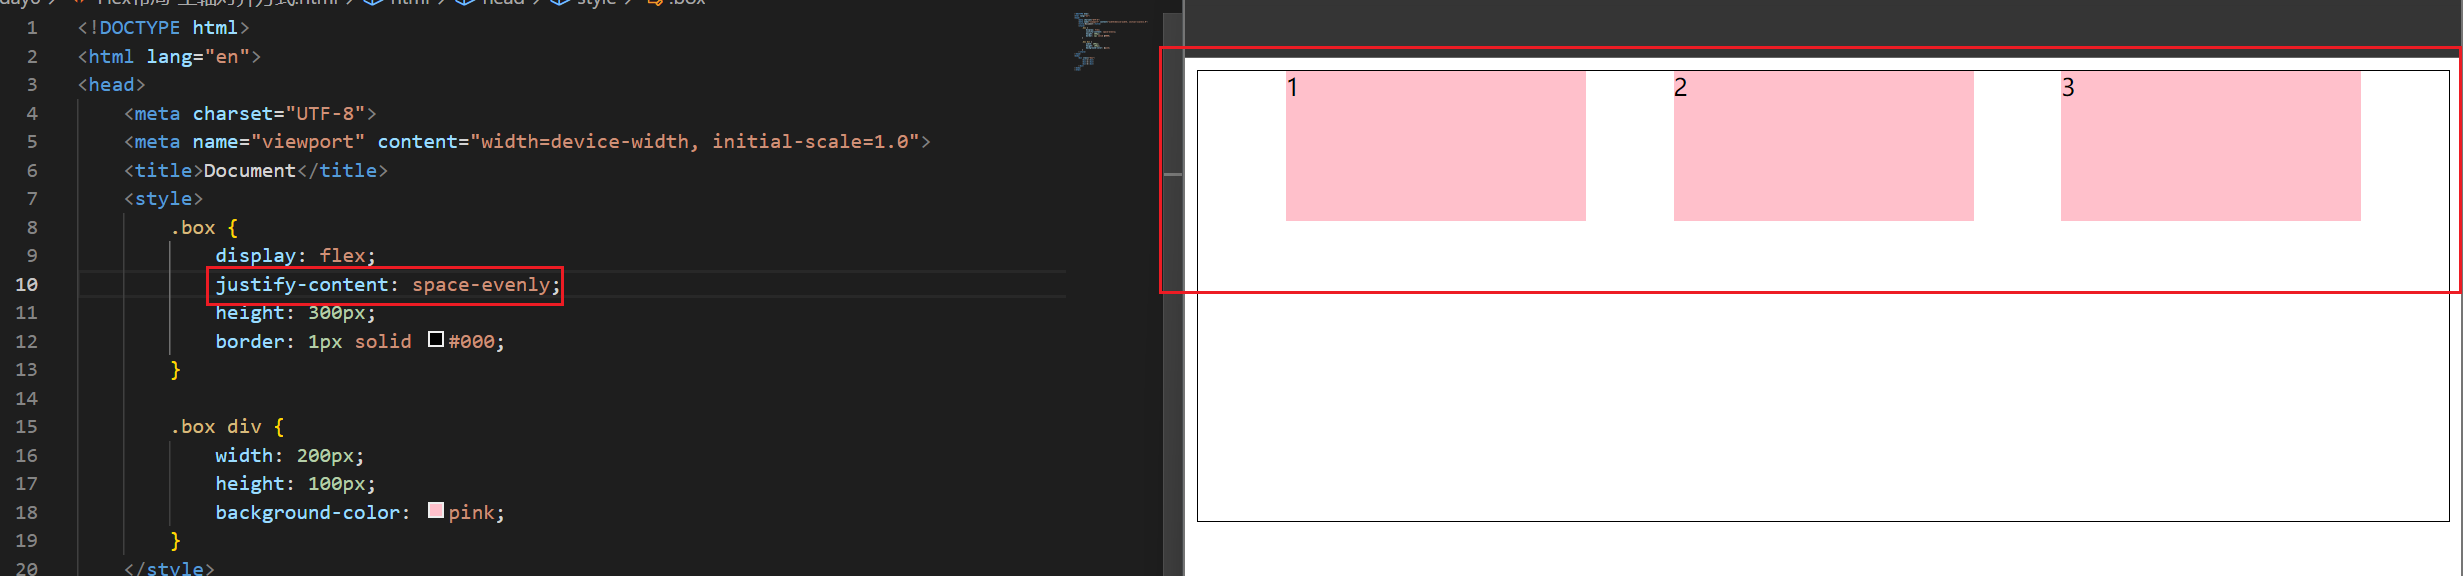 day6 > Flex布局-主轴对齐方式.html > html > head > style > .box
1 <!DOCTYPE html>
2 <html lang="en">
3 <head>
4 <meta charset="UTF-8">
5 <meta name="viewport" content="width=device-width, initial-scale=1.0">
6 <title>Document</title>
7 <style>
8 .box {
9 display: flex;
10 justify-content: space-evenly;
11 height: 300px;
12 border: 1px solid #000;
13 }
14
15 .box div {
16 width: 200px;
17 height: 100px;
18 background-color: pink;
19 }
20 </style>
1
2
3